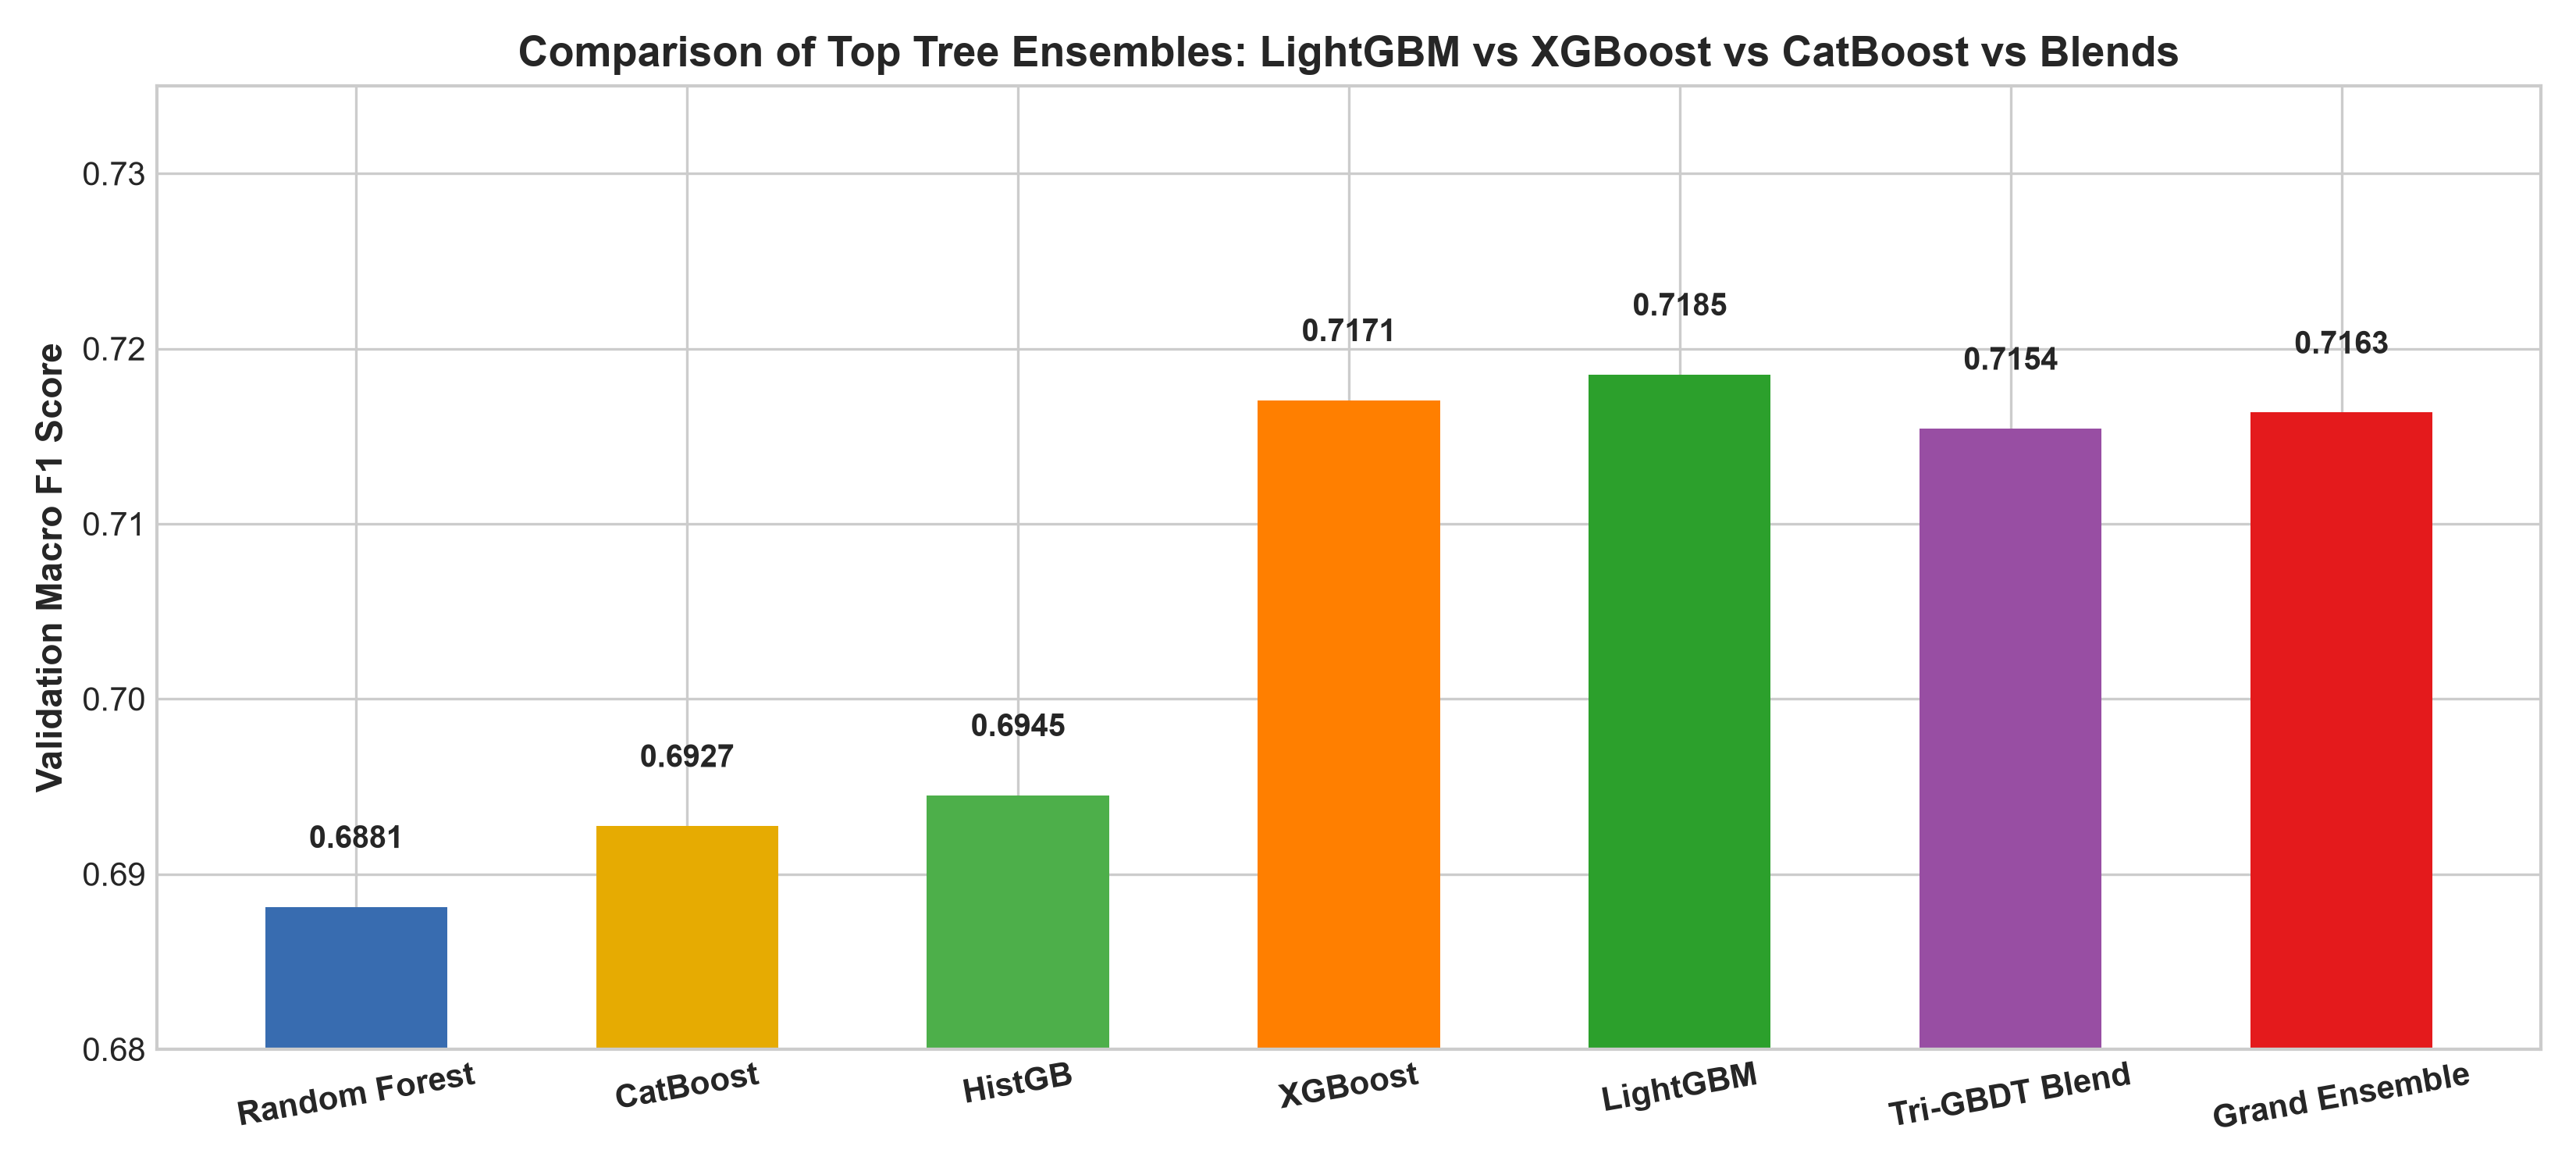 Comparison of Top Tree Ensembles: LightGBM vs XGBoost vs CatBoost vs Blends
Validation Macro F1 Score
0.73
0.72
0.71
0.70
0.69
0.68
0.6881
0.6927
0.6945
0.7171
0.7185
0.7154
0.7163
Random Forest
CatBoost
HistGB
XGBoost
LightGBM
Tri-GBDT Blend
Grand Ensemble